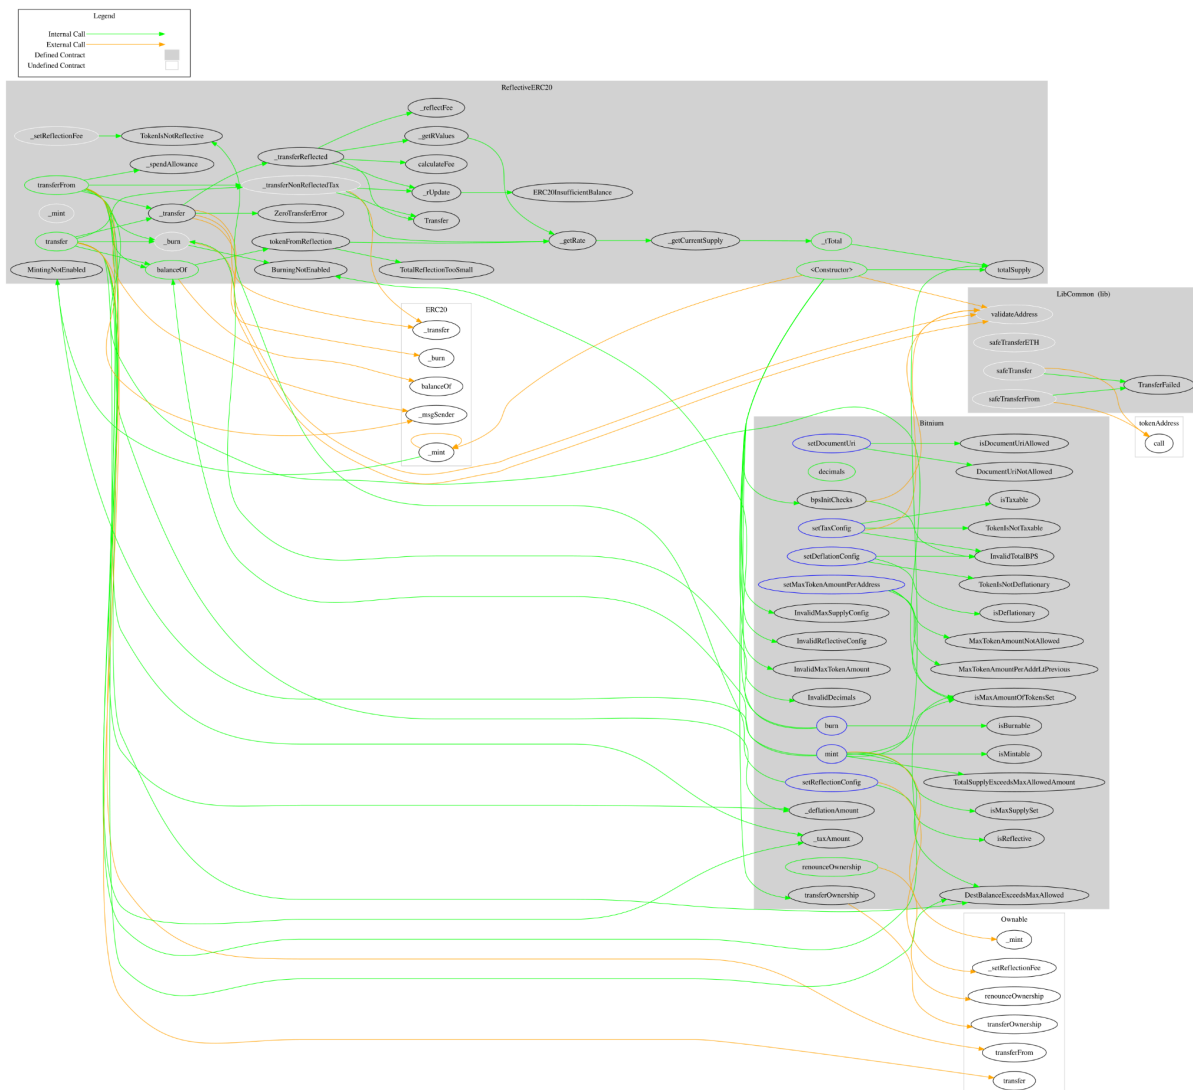 Legend
Internal Call
External Call
Defined Contract
Undefined Contract
ReflectiveERC20
_reflectFee
_setReflectionFee
TokenIsNotReflective
_getRValues
_transferReflected
_spendAllowance
calculateFee
transferFrom
_transferNonReflectedTax
_rUpdate
ERC20InsufficientBalance
_mint
_transfer
ZeroTransferError
Transfer
transfer
_burn
tokenFromReflection
_getRate
_getCurrentSupply
_tTotal
MintingNotEnabled
balanceOf
BurningNotEnabled
TotalReflectionTooSmall
<Constructor>
totalSupply
LibCommon (lib)
validateAddress
safeTransferETH
safeTransfer
TransferFailed
safeTransferFrom
ERC20
_transfer
_burn
balanceOf
_msgSender
_mint
tokenAddress
call
Bitnium
setDocumentUri
isDocumentUriAllowed
decimals
DocumentUriNotAllowed
bpsInitChecks
isTaxable
setTaxConfig
TokenIsNotTaxable
setDeflationConfig
InvalidTotalBPS
setMaxTokenAmountPerAddress
TokenIsNotDeflationary
InvalidMaxSupplyConfig
isDeflationary
InvalidReflectiveConfig
MaxTokenAmountNotAllowed
InvalidMaxTokenAmount
MaxTokenAmountPerAddrLtPrevious
InvalidDecimals
isMaxAmountOfTokensSet
burn
isBurnable
mint
isMintable
setReflectionConfig
TotalSupplyExceedsMaxAllowedAmount
_deflationAmount
isMaxSupplySet
_taxAmount
isReflective
renounceOwnership
transferOwnership
DestBalanceExceedsMaxAllowed
Ownable
_mint
_setReflectionFee
renounceOwnership
transferOwnership
transferFrom
transfer